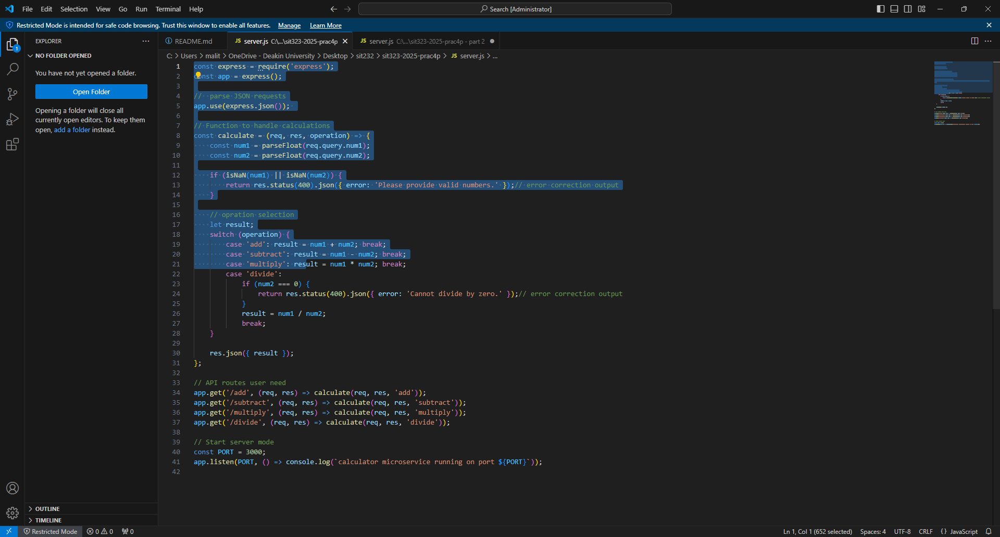 File Edit Selection View Go Run Terminal Help
Search [Administrator]
Restricted Mode is intended for safe code browsing. Trust this window to enable all features. Manage Learn More
EXPLORER
NO FOLDER OPENED
You have not yet opened a folder.
Open Folder
Opening a folder will close all
currently open editors. To keep them
open, add a folder instead.
OUTLINE
TIMELINE
1
README.md
JS server.js C:\...\sit323-2025-prac4p
JS server.js C:\...\sit323-2025-prac4p - part 2
C: > Users > malit > OneDrive - Deakin University > Desktop > sit232 > sit323-2025-prac4p > JS server.js > ...
1 const express = require('express');
2 const app = express();
3
4 // parse JSON requests
5 app.use(express.json());
6
7 // Function to handle calculations
8 const calculate = (req, res, operation) => {
9 const num1 = parseFloat(req.query.num1);
10 const num2 = parseFloat(req.query.num2);
11
12 if (isNaN(num1) || isNaN(num2)) {
13 return res.status(400).json({ error: 'Please provide valid numbers.' });// error correction output
14 }
15
16 // opration selection
17 let result;
18 switch (operation) {
19 case 'add': result = num1 + num2; break;
20 case 'subtract': result = num1 - num2; break;
21 case 'multiply': result = num1 * num2; break;
22 case 'divide':
23 if (num2 === 0) {
24 return res.status(400).json({ error: 'Cannot divide by zero.' });// error correction output
25 }
26 result = num1 / num2;
27 break;
28 }
29
30 res.json({ result });
31 };
32
33 // API routes user need
34 app.get('/add', (req, res) => calculate(req, res, 'add'));
35 app.get('/subtract', (req, res) => calculate(req, res, 'subtract'));
36 app.get('/multiply', (req, res) => calculate(req, res, 'multiply'));
37 app.get('/divide', (req, res) => calculate(req, res, 'divide'));
38
39 // Start server mode
40 const PORT = 3000;
41 app.listen(PORT, () => console.log(`calculator microservice running on port ${PORT}`));
42
Restricted Mode 0 0 0
Ln 1, Col 1 (652 selected) Spaces: 4 UTF-8 CRLF {} JavaScript